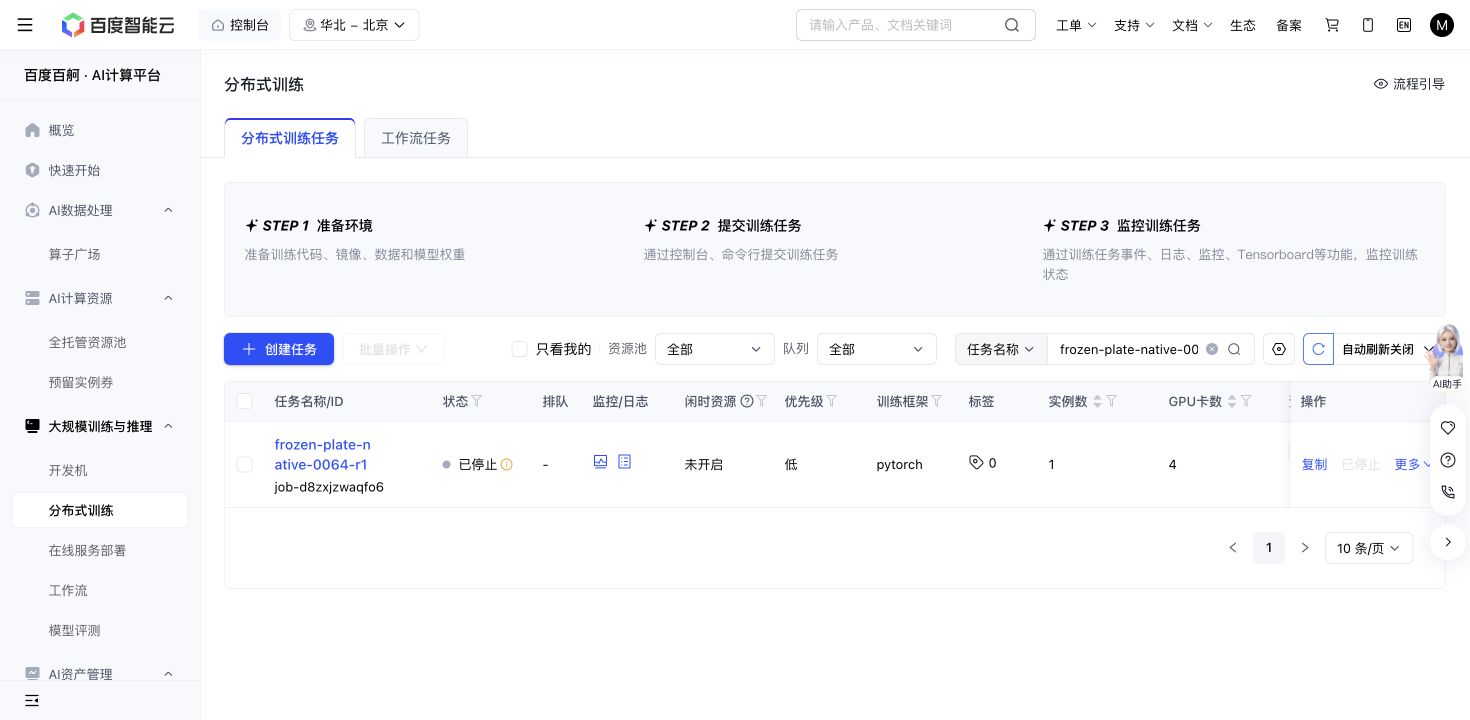 百度智能云
控制台
华北 – 北京
请输入产品、文档关键词
工单
支持
文档
生态
备案
EN
M
百度百舸 · AI计算平台
概览
快速开始
AI数据处理
算子广场
AI计算资源
全托管资源池
预留实例券
大规模训练与推理
开发机
分布式训练
在线服务部署
工作流
模型评测
AI资产管理
分布式训练
流程引导
分布式训练任务
工作流任务
STEP 1 准备环境
准备训练代码、镜像、数据和模型权重
STEP 2 提交训练任务
通过控制台、命令行提交训练任务
STEP 3 监控训练任务
通过训练任务事件、日志、监控、Tensorboard等功能，监控训练
状态
创建任务
批量操作
只看我的
资源池
全部
队列
全部
任务名称
frozen-plate-native-00
自动刷新关闭
AI助手
任务名称/ID
状态
排队
监控/日志
闲时资源
优先级
训练框架
标签
实例数
GPU卡数
操作
frozen-plate-n
ative-0064-r1
job-d8zxjzwaqfo6
已停止
-
未开启
低
pytorch
0
1
4
复制
已停止
更多
1
10 条/页